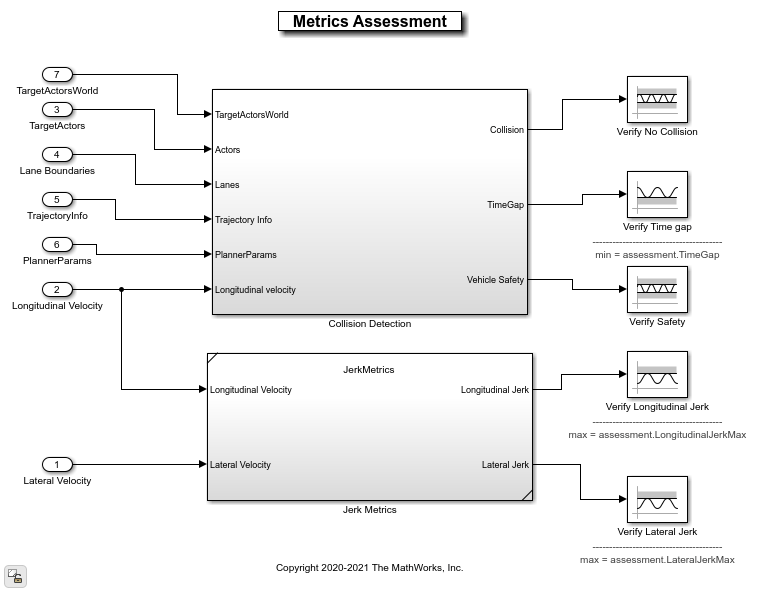 Metrics Assessment
7
TargetActorsWorld
3
TargetActors
4
Lane Boundaries
5
TrajectoryInfo
6
PlannerParams
2
Longitudinal Velocity
1
Lateral Velocity
TargetActorsWorld
Actors
Lanes
Trajectory Info
PlannerParams
Longitudinal velocity
Collision
TimeGap
Vehicle Safety
Collision Detection
JerkMetrics
Longitudinal Velocity
Lateral Velocity
Longitudinal Jerk
Lateral Jerk
Jerk Metrics
Verify No Collision
Verify Time gap
min = assessment.TimeGap
Verify Safety
Verify Longitudinal Jerk
max = assessment.LongitudinalJerkMax
Verify Lateral Jerk
max = assessment.LateralJerkMax
Copyright 2020-2021 The MathWorks, Inc.